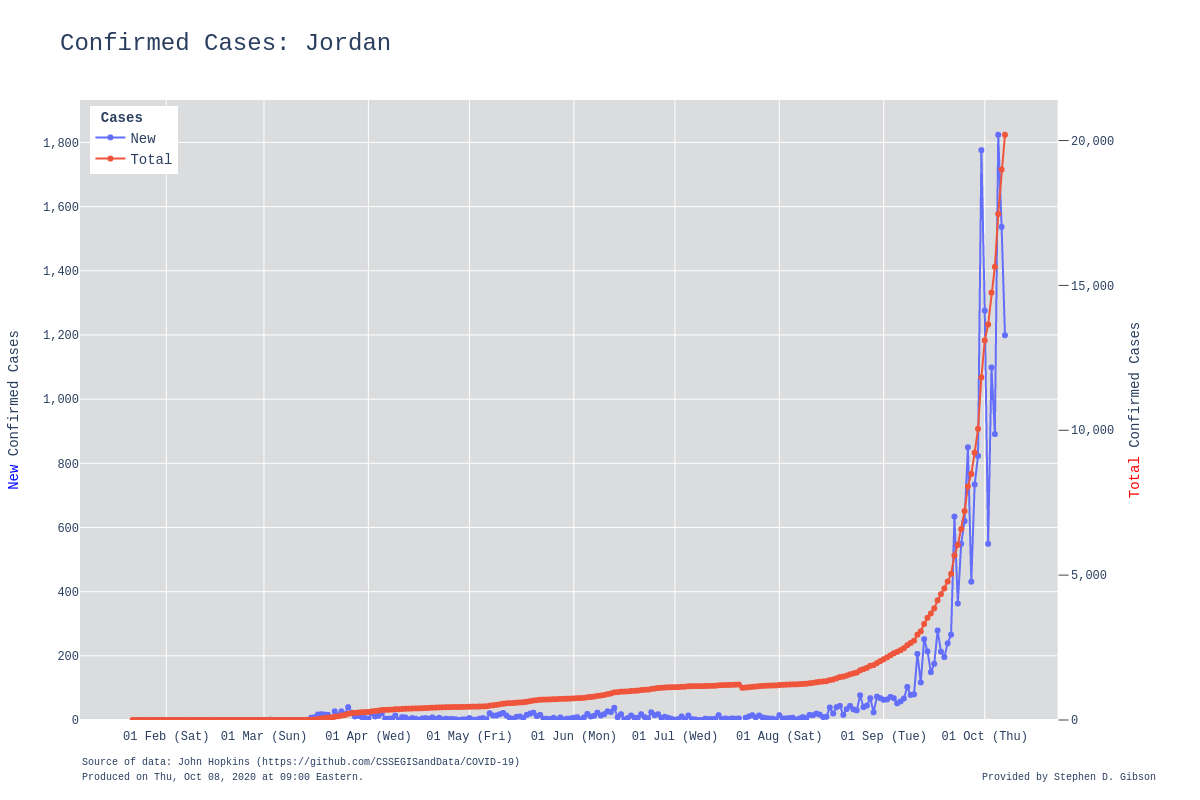 Confirmed Cases: Jordan
Cases
New
Total
1,800
1,600
1,400
1,200
1,000
800
600
400
200
0
New Confirmed Cases
20,000
15,000
10,000
5,000
0
Total Confirmed Cases
01 Feb (Sat) 01 Mar (Sun) 01 Apr (Wed) 01 May (Fri) 01 Jun (Mon) 01 Jul (Wed) 01 Aug (Sat) 01 Sep (Tue) 01 Oct (Thu)
Source of data: John Hopkins (https://github.com/CSSEGISandData/COVID-19)
Produced on Thu, Oct 08, 2020 at 09:00 Eastern.
Provided by Stephen D. Gibson